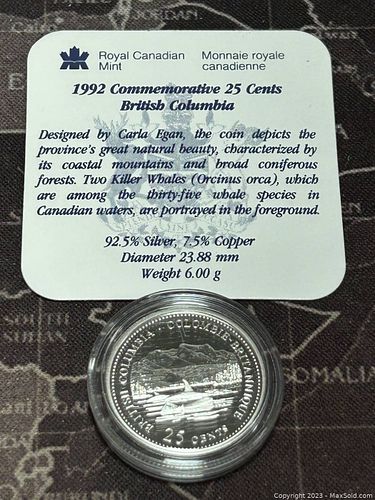 JORDAN
Royal Canadian Monnaie royale
Mint canadienne
1992 Commemorative 25 Cents
British Columbia
Designed by Carla Egan, the coin depicts the
province's great natural beauty, characterized by
its coastal mountains and broad coniferous
forests. Two Killer Whales (Orcinus orca), which
are among the thirty-five whale species in
Canadian waters, are portrayed in the foreground.
92.5% Silver, 7.5% Copper
Diameter 23.88 mm
Weight 6.00 g
SOUTH
SUDAN
SOMALIA
BRITISH COLUMBIA · COLOMBIE-BRITANNIQUE
25 CENTS
Copyright 2023 - MaxSold.com